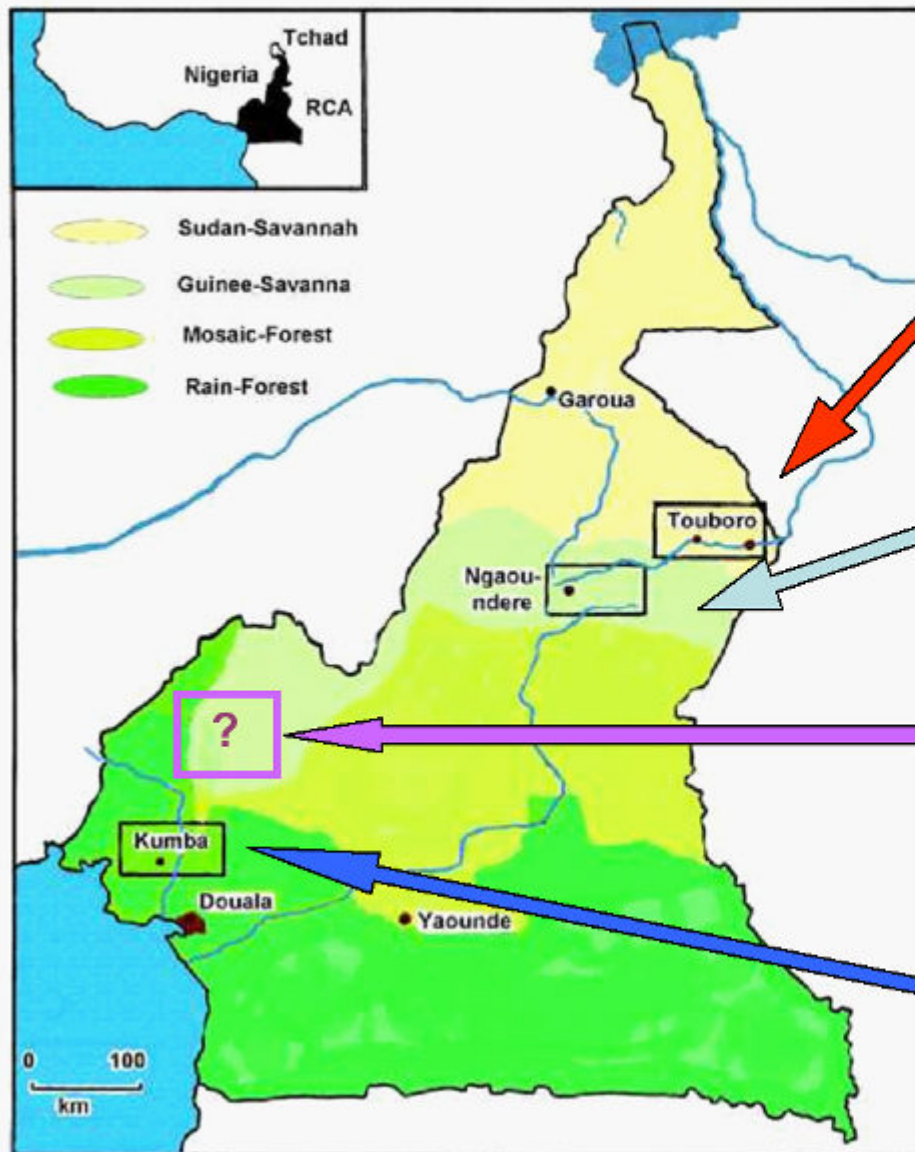 Tchad
Nigeria
RCA
Sudan-Savannah
Guinee-Savanna
Mosaic-Forest
Rain-Forest
Garoua
Touboro
Ngaou-
ndere
?
Kumba
Douala
Yaounde
0 100
km